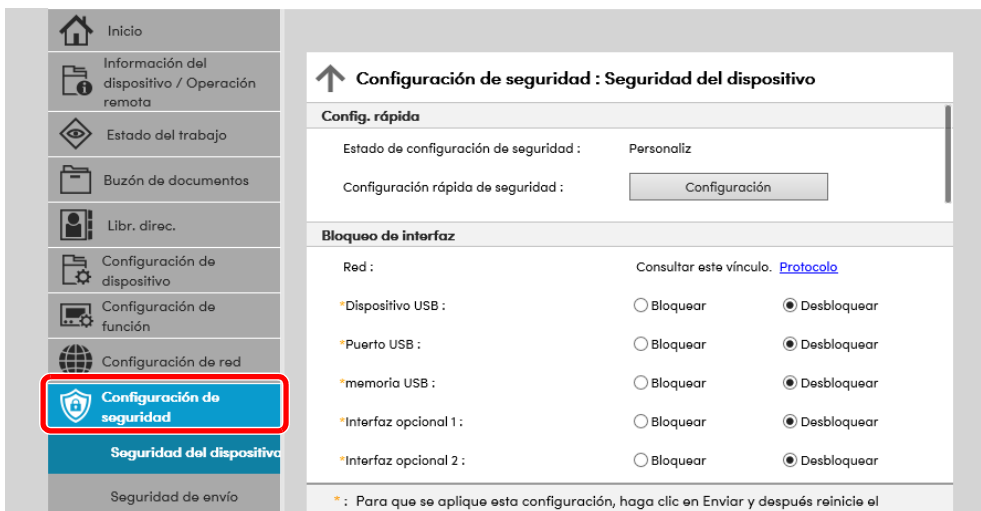 Inicio
Información del
dispositivo / Operación
remota
Estado del trabajo
Buzón de documentos
Libr. direc.
Configuración de
dispositivo
Configuración de
función
Configuración de red
Configuración de
seguridad
Seguridad del dispositivo
Seguridad de envío
Configuración de seguridad : Seguridad del dispositivo
Config. rápida
Estado de configuración de seguridad : Personaliz
Configuración rápida de seguridad : Configuración
Bloqueo de interfaz
Red : Consultar este vínculo. Protocolo
*Dispositivo USB : Bloquear Desbloquear
*Puerto USB : Bloquear Desbloquear
*memoria USB : Bloquear Desbloquear
*Interfaz opcional 1 : Bloquear Desbloquear
*Interfaz opcional 2 : Bloquear Desbloquear
* : Para que se aplique esta configuración, haga clic en Enviar y después reinicie el